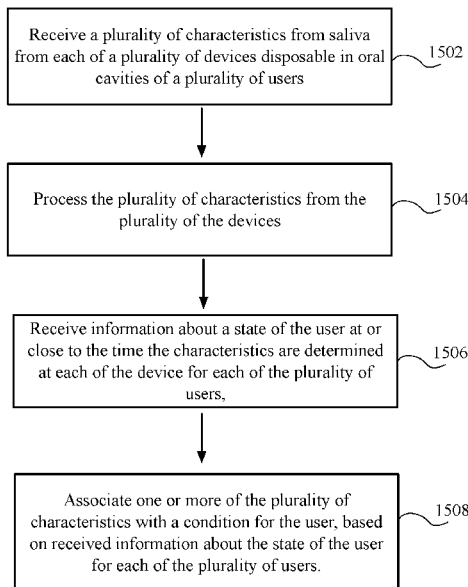 Receive a plurality of characteristics from saliva
from each of a plurality of devices disposable in oral
cavities of a plurality of users
1502
Process the plurality of characteristics from the
plurality of the devices
1504
Receive information about a state of the user at or
close to the time the characteristics are determined
at each of the device for each of the plurality of
users,
1506
Associate one or more of the plurality of
characteristics with a condition for the user, based
on received information about the state of the user
for each of the plurality of users.
1508